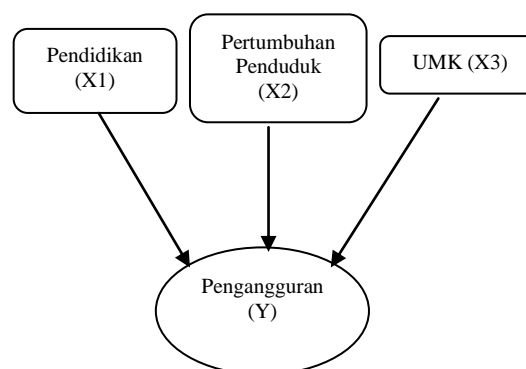 Pendidikan
(X1)
Pertumbuhan
Penduduk
(X2)
UMK (X3)
Pengangguran
(Y)